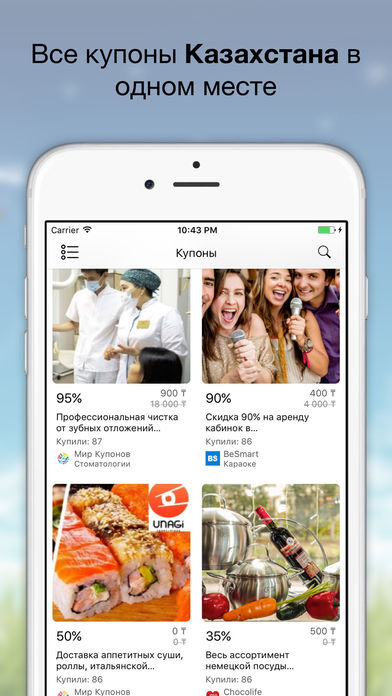 Все купоны Казахстана в
одном месте
Carrier 10:43 PM
Купоны
95% 900 ₸
18 000 ₸
Профессиональная чистка
от зубных отложений...
Купили: 87
Мир Купонов
Стоматологии
90% 400 ₸
4 000 ₸
Скидка 90% на аренду
кабинок в...
Купили: 86
BS BeSmart
Караоке
UNAGI
50% 0 ₸
0 ₸
Доставка аппетитных суши,
роллы, итальянской...
Купили: 86
Мир Купонов
35% 500 ₸
0 ₸
Весь ассортимент
немецкой посуды...
Купили: 86
Chocolife